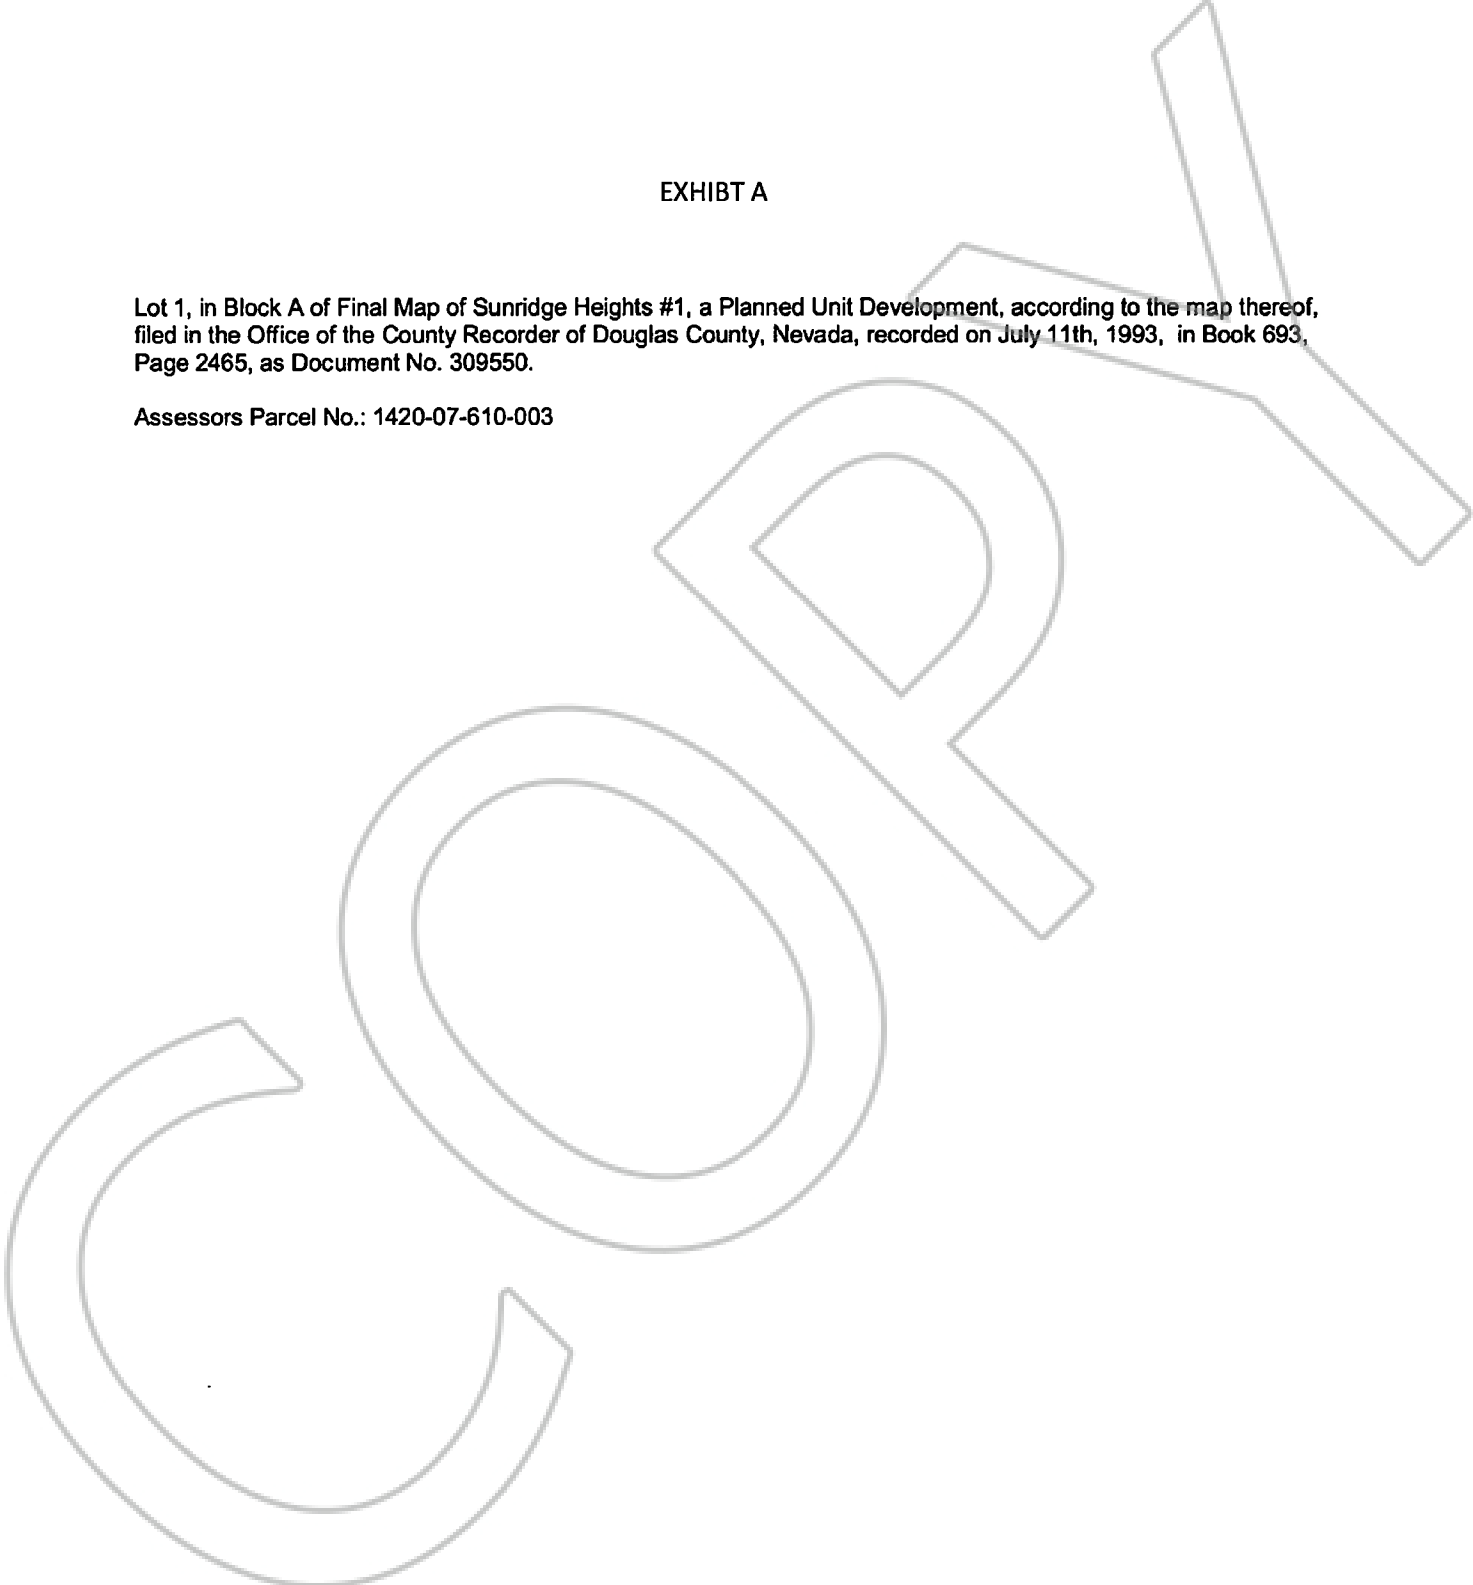 EXHIBT A
Lot 1, in Block A of Final Map of Sunridge Heights #1, a Planned Unit Development, according to the map thereof,
filed in the Office of the County Recorder of Douglas County, Nevada, recorded on July 11th, 1993, in Book 693,
Page 2465, as Document No. 309550.
Assessors Parcel No.: 1420-07-610-003
COPY